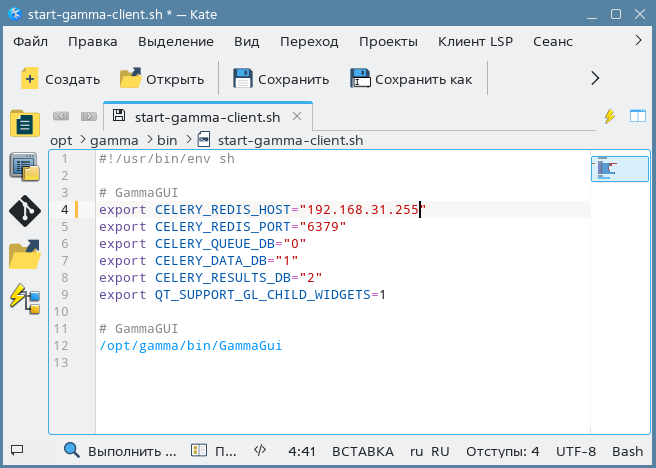 start-gamma-client.sh * — Kate
Файл Правка Выделение Вид Переход Проекты Клиент LSP Сеанс
Создать Открыть Сохранить Сохранить как
start-gamma-client.sh
opt gamma bin start-gamma-client.sh
1 #!/usr/bin/env sh
2
3 # GammaGUI
4 export CELERY_REDIS_HOST="192.168.31.255"
5 export CELERY_REDIS_PORT="6379"
6 export CELERY_QUEUE_DB="0"
7 export CELERY_DATA_DB="1"
8 export CELERY_RESULTS_DB="2"
9 export QT_SUPPORT_GL_CHILD_WIDGETS=1
10
11 # GammaGUI
12 /opt/gamma/bin/GammaGui
13
Выполнить ... П... 4:41 ВСТАВКА ru RU Отступы: 4 UTF-8 Bash